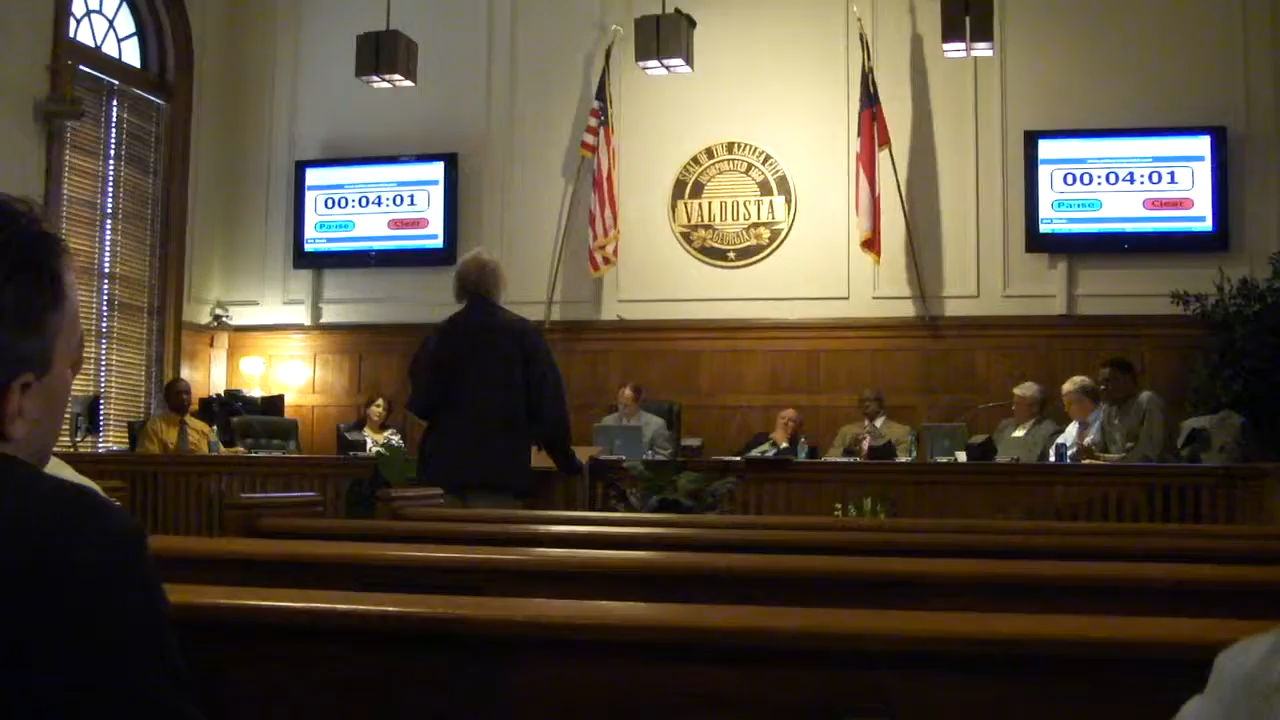 00:04:01
Pause Clear
SEAL OF THE AZALEA CITY
INCORPORATED 1860
VALDOSTA
GEORGIA
00:04:01
Pause Clear